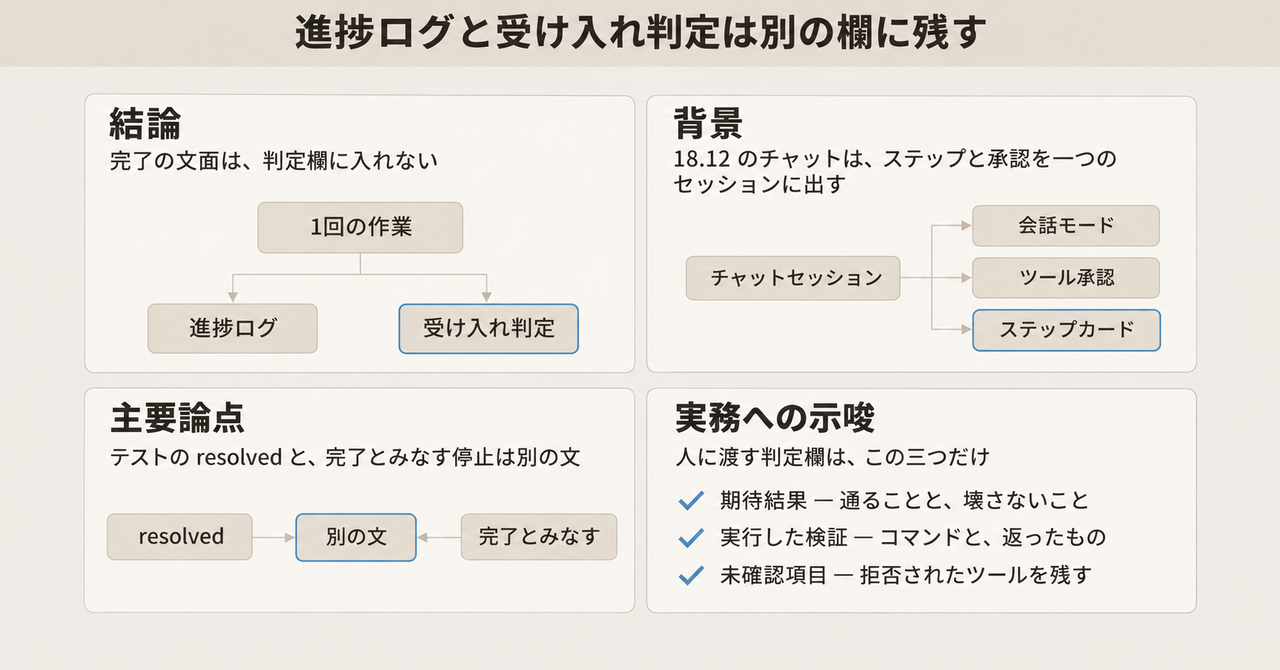 進捗ログと受け入れ判定は別の欄に残す
結論
完了の文面は、判定欄に入れない
1回の作業
進捗ログ
受け入れ判定
背景
18.12 のチャットは、ステップと承認を一つの
セッションに出す
チャットセッション
会話モード
ツール承認
ステップカード
主要論点
テストの resolved と、完了とみなす停止は別の文
resolved
別の文
完了とみなす
実務への示唆
人に渡す判定欄は、この三つだけ
期待結果 — 通ることと、壊さないこと
実行した検証 — コマンドと、返ったもの
未確認項目 — 拒否されたツールを残す